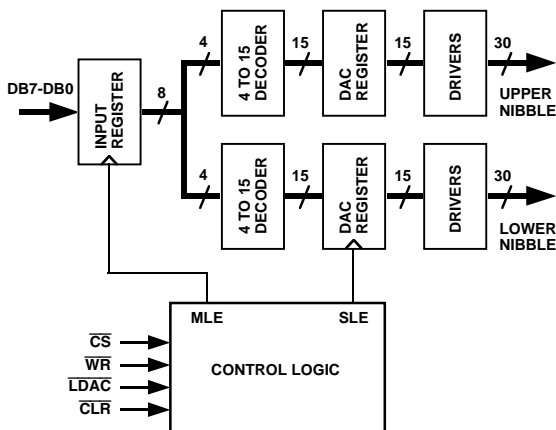 4
15
15
30
4 TO 15
DECODER
DAC
REGISTER
DRIVERS
UPPER
NIBBLE
DB7-DB0
INPUT
REGISTER
8
4
15
15
30
4 TO 15
DECODER
DAC
REGISTER
DRIVERS
LOWER
NIBBLE
MLE
SLE
CS
WR
LDAC
CLR
CONTROL LOGIC